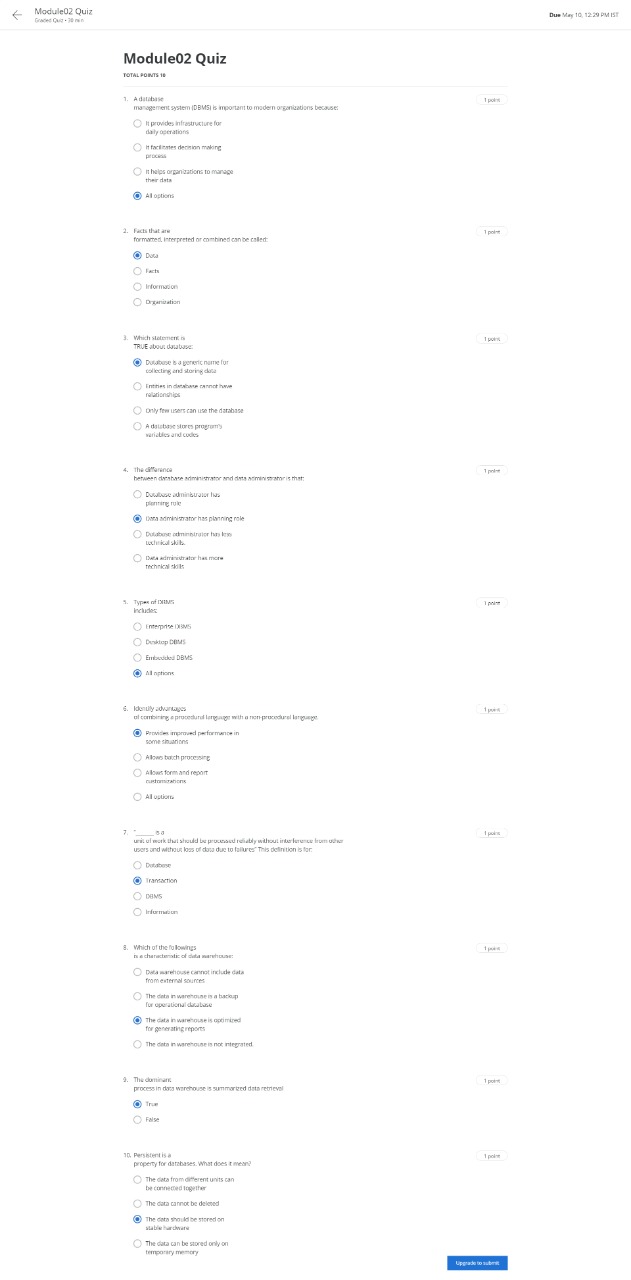 Module02 Quiz
Graded Quiz • 30 min
Due May 10, 12:29 PM IST
Module02 Quiz
TOTAL POINTS 10
1. A database
management system (DBMS) is important to modern organizations because:
1 point
It provides infrastructure for
daily operations
It facilitates decision making
process
It helps organizations to manage
their data
All options
2. Facts that are
formatted, interpreted or combined can be called:
1 point
Data
Facts
Information
Organization
3. Which statement is
TRUE about database:
1 point
Database is a generic name for
collecting and storing data
Entities in database cannot have
relationships
Only few users can use the database
A database stores program's
variables and codes
4. The difference
between database administrator and data administrator is that:
1 point
Database administrator has
planning role
Data administrator has planning role
Database administrator has less
technical skills.
Data administrator has more
technical skills
5. Types of DBMS
includes:
1 point
Enterprise DBMS
Desktop DBMS
Embedded DBMS
All options
6. Identify advantages
of combining a procedural language with a non-procedural language.
1 point
Provides improved performance in
some situations
Allows batch processing
Allows form and report
customizations
All options
7. "______ is a
unit of work that should be processed reliably without interference from other
users and without loss of data due to failures" This definition is for:
1 point
Database
Transaction
DBMS
Information
8. Which of the followings
is a characteristic of data warehouse:
1 point
Data warehouse cannot include data
from external sources
The data in warehouse is a backup
for operational database
The data in warehouse is optimized
for generating reports
The data in warehouse is not integrated.
9. The dominant
process in data warehouse is summarized data retrieval
1 point
True
False
10. Persistent is a
property for databases. What does it mean?
1 point
The data from different units can
be connected together
The data cannot be deleted
The data should be stored on
stable hardware
The data can be stored only on
temporary memory
Upgrade to submit